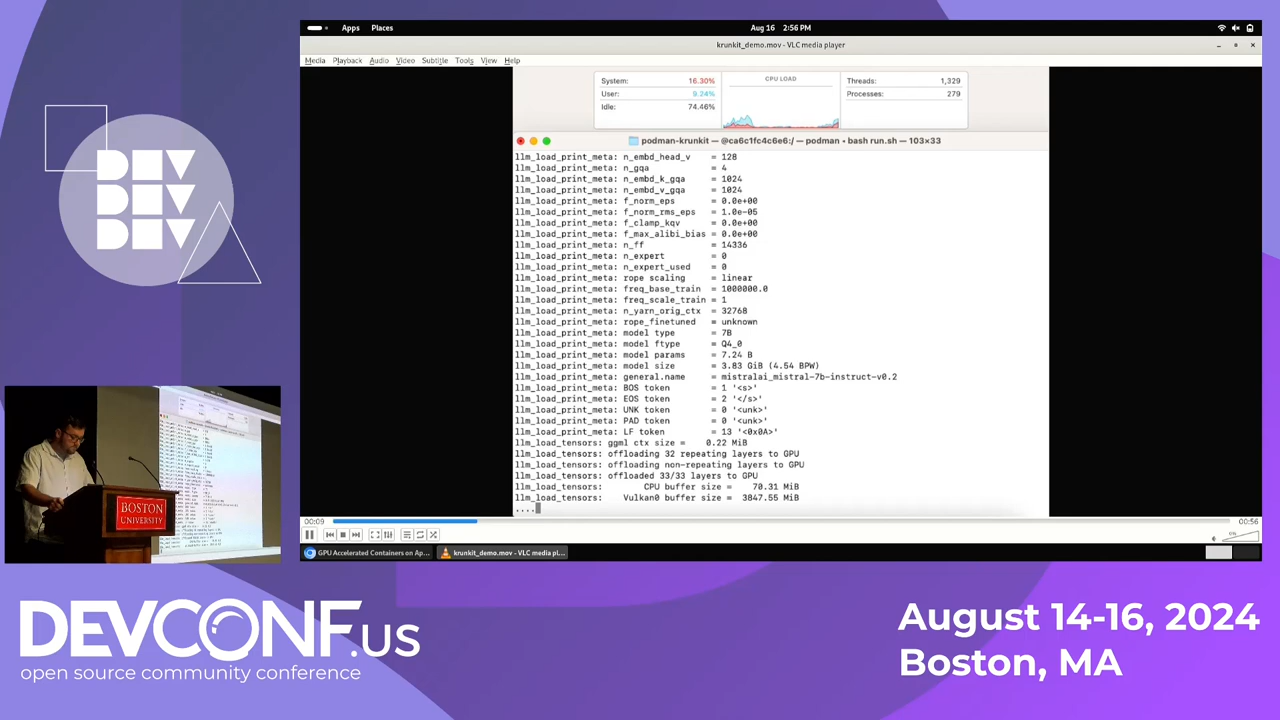 Apps Places Aug 16 2:56 PM
krunkit_demo.mov - VLC media player
Media Playback Audio Video Subtitle Tools View Help
System: 16.30% CPU LOAD Threads: 1,329
User: 9.24% Processes: 279
Idle: 74.46%
podman-krunkit — @ca6c1fc4c6e6:/ — podman • bash run.sh — 103×33
llm_load_print_meta: n_embd_head_v = 128
llm_load_print_meta: n_gqa = 4
llm_load_print_meta: n_embd_k_gqa = 1024
llm_load_print_meta: n_embd_v_gqa = 1024
llm_load_print_meta: f_norm_eps = 0.0e+00
llm_load_print_meta: f_norm_rms_eps = 1.0e-05
llm_load_print_meta: f_clamp_kqv = 0.0e+00
llm_load_print_meta: f_max_alibi_bias = 0.0e+00
llm_load_print_meta: n_ff = 14336
llm_load_print_meta: n_expert = 0
llm_load_print_meta: n_expert_used = 0
llm_load_print_meta: rope scaling = linear
llm_load_print_meta: freq_base_train = 1000000.0
llm_load_print_meta: freq_scale_train = 1
llm_load_print_meta: n_yarn_orig_ctx = 32768
llm_load_print_meta: rope_finetuned = unknown
llm_load_print_meta: model type = 7B
llm_load_print_meta: model ftype = Q4_0
llm_load_print_meta: model params = 7.24 B
llm_load_print_meta: model size = 3.83 GiB (4.54 BPW)
llm_load_print_meta: general.name = mistralai_mistral-7b-instruct-v0.2
llm_load_print_meta: BOS token = 1 '<s>'
llm_load_print_meta: EOS token = 2 '</s>'
llm_load_print_meta: UNK token = 0 '<unk>'
llm_load_print_meta: PAD token = 0 '<unk>'
llm_load_print_meta: LF token = 13 '<0x0A>'
llm_load_tensors: ggml ctx size = 0.22 MiB
llm_load_tensors: offloading 32 repeating layers to GPU
llm_load_tensors: offloading non-repeating layers to GPU
llm_load_tensors: offloaded 33/33 layers to GPU
llm_load_tensors: CPU buffer size = 70.31 MiB
llm_load_tensors: Vulkan0 buffer size = 3847.55 MiB
....
00:09 00:56
GPU Accelerated Containers on Ap... krunkit_demo.mov - VLC media pl...
DEV
DEV
DEV
BOSTON
UNIVERSITY
DEVCONF.US
open source community conference
August 14-16, 2024
Boston, MA